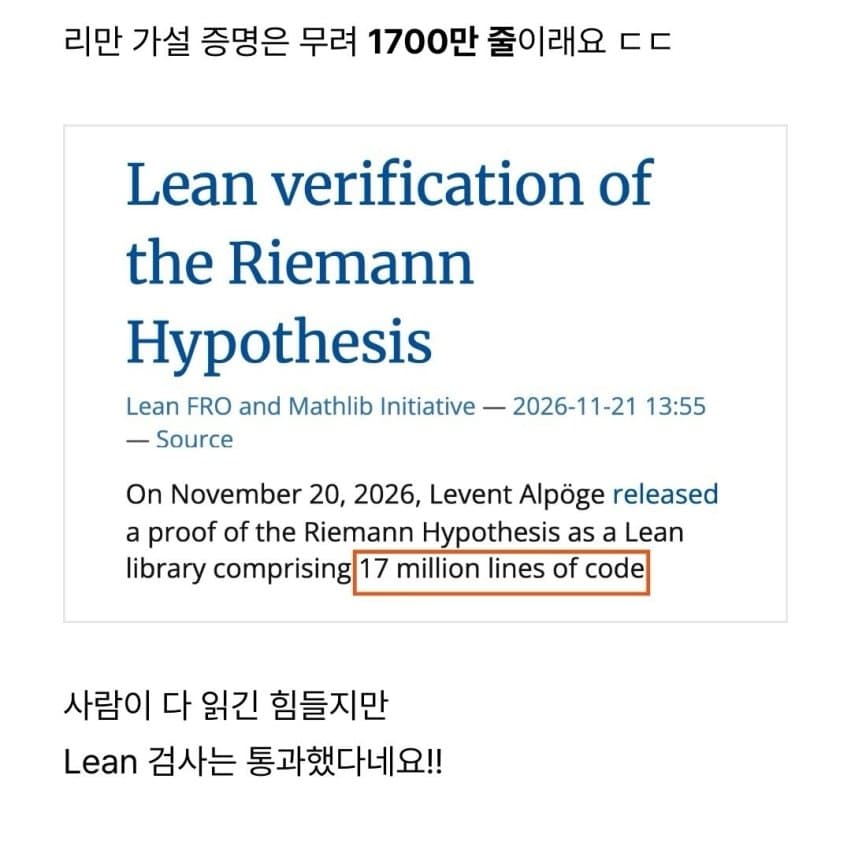 리만 가설 증명은 무려 1700만 줄이래요 ㄷㄷ
Lean verification of
the Riemann
Hypothesis
Lean FRO and Mathlib Initiative — 2026-11-21 13:55
— Source
On November 20, 2026, Levent Alpöge released
a proof of the Riemann Hypothesis as a Lean
library comprising 17 million lines of code
사람이 다 읽긴 힘들지만
Lean 검사는 통과했다네요!!